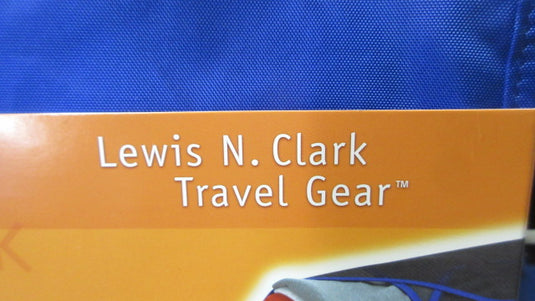 Lewis N. Clark
Travel Gear™